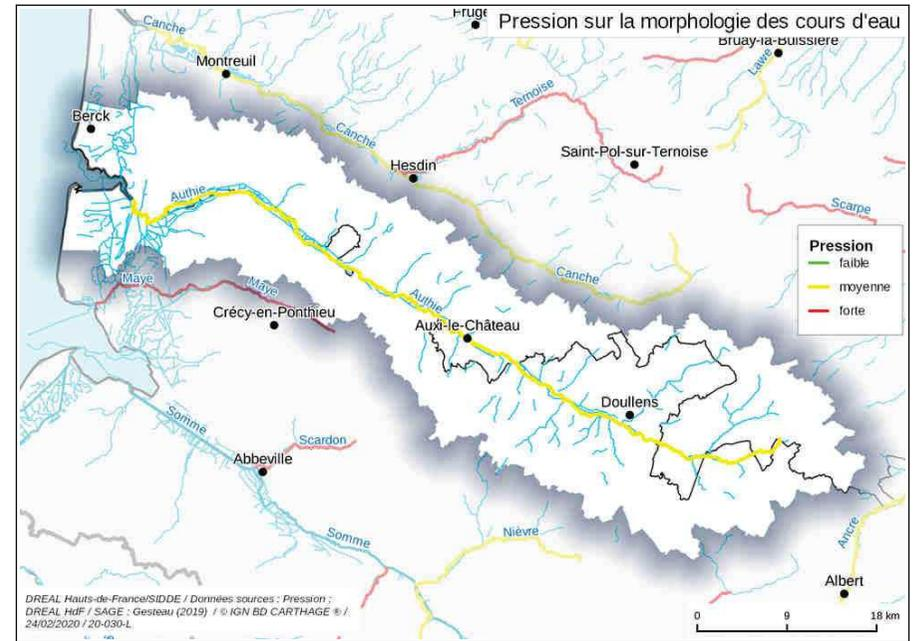 Pression sur la morphologie des cours d'eau
Fruge
Bruay-la-Buissière
Canche
Montreuil
Lawe
Ternoise
Berck
Canche
Hesdin
Saint-Pol-sur-Ternoise
Authie
Scarpe
Pression
faible
moyenne
forte
Maye
Maye
Canche
Crécy-en-Ponthieu
Authie
Auxi-le-Château
Doullens
Somme
Scardon
Abbeville
Somme
Nièvre
Ancre
Albert
DREAL Hauts-de-France/SIDDE / Données sources : Pression ;
DREAL HdF / SAGE : Gesteau (2019) / © IGN BD CARTHAGE ® /
24/02/2020 / 20-030-L
0 9 18 km